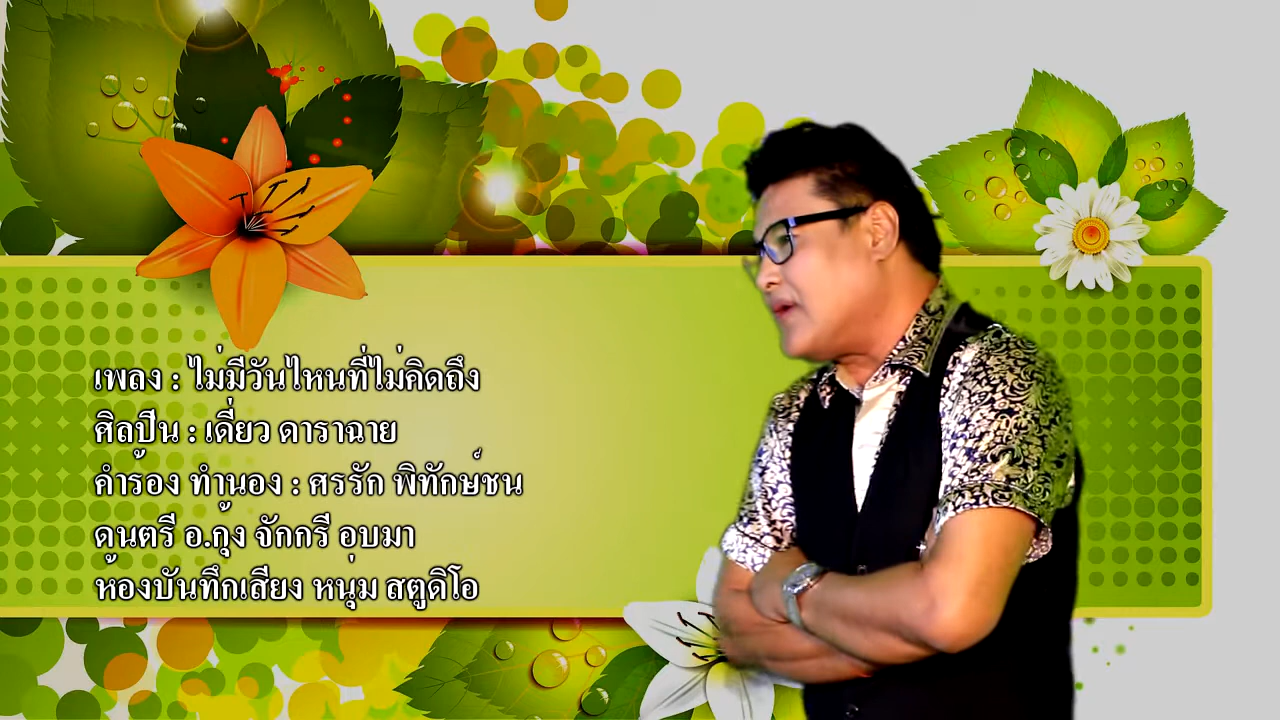 เพลง : ไม่มีวันไหนที่ไม่คิดถึง
ศิลปืน : เดี่ยว ดาราฉาย
คำร้อง ทำนอง : ศรรัก พิทักษ์ชน
ดนตรี อ.กุ้ง จักกรี อุบมา
ห้องบันทึกเสียง หนุ่ม สตูดิโอ